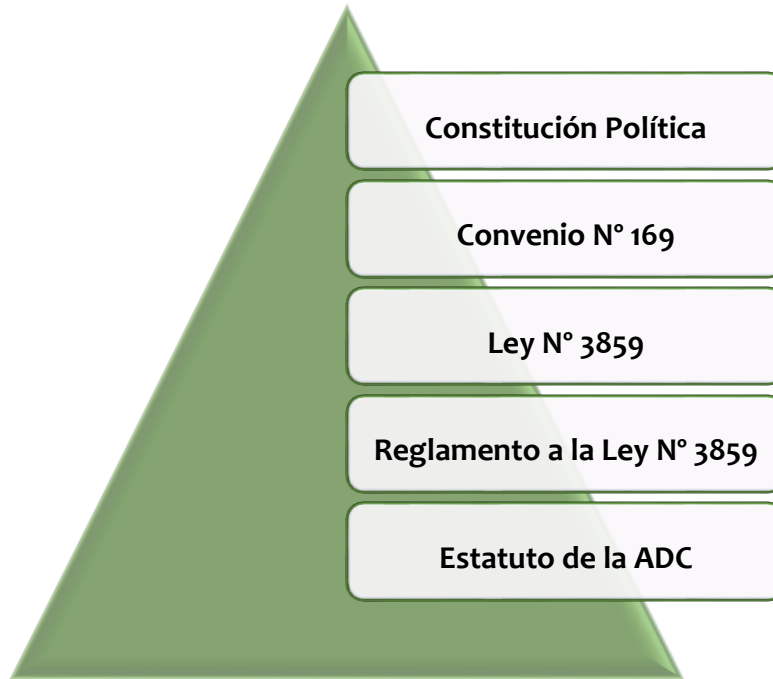 Constitución Política
Convenio N° 169
Ley N° 3859
Reglamento a la Ley N° 3859
Estatuto de la ADC